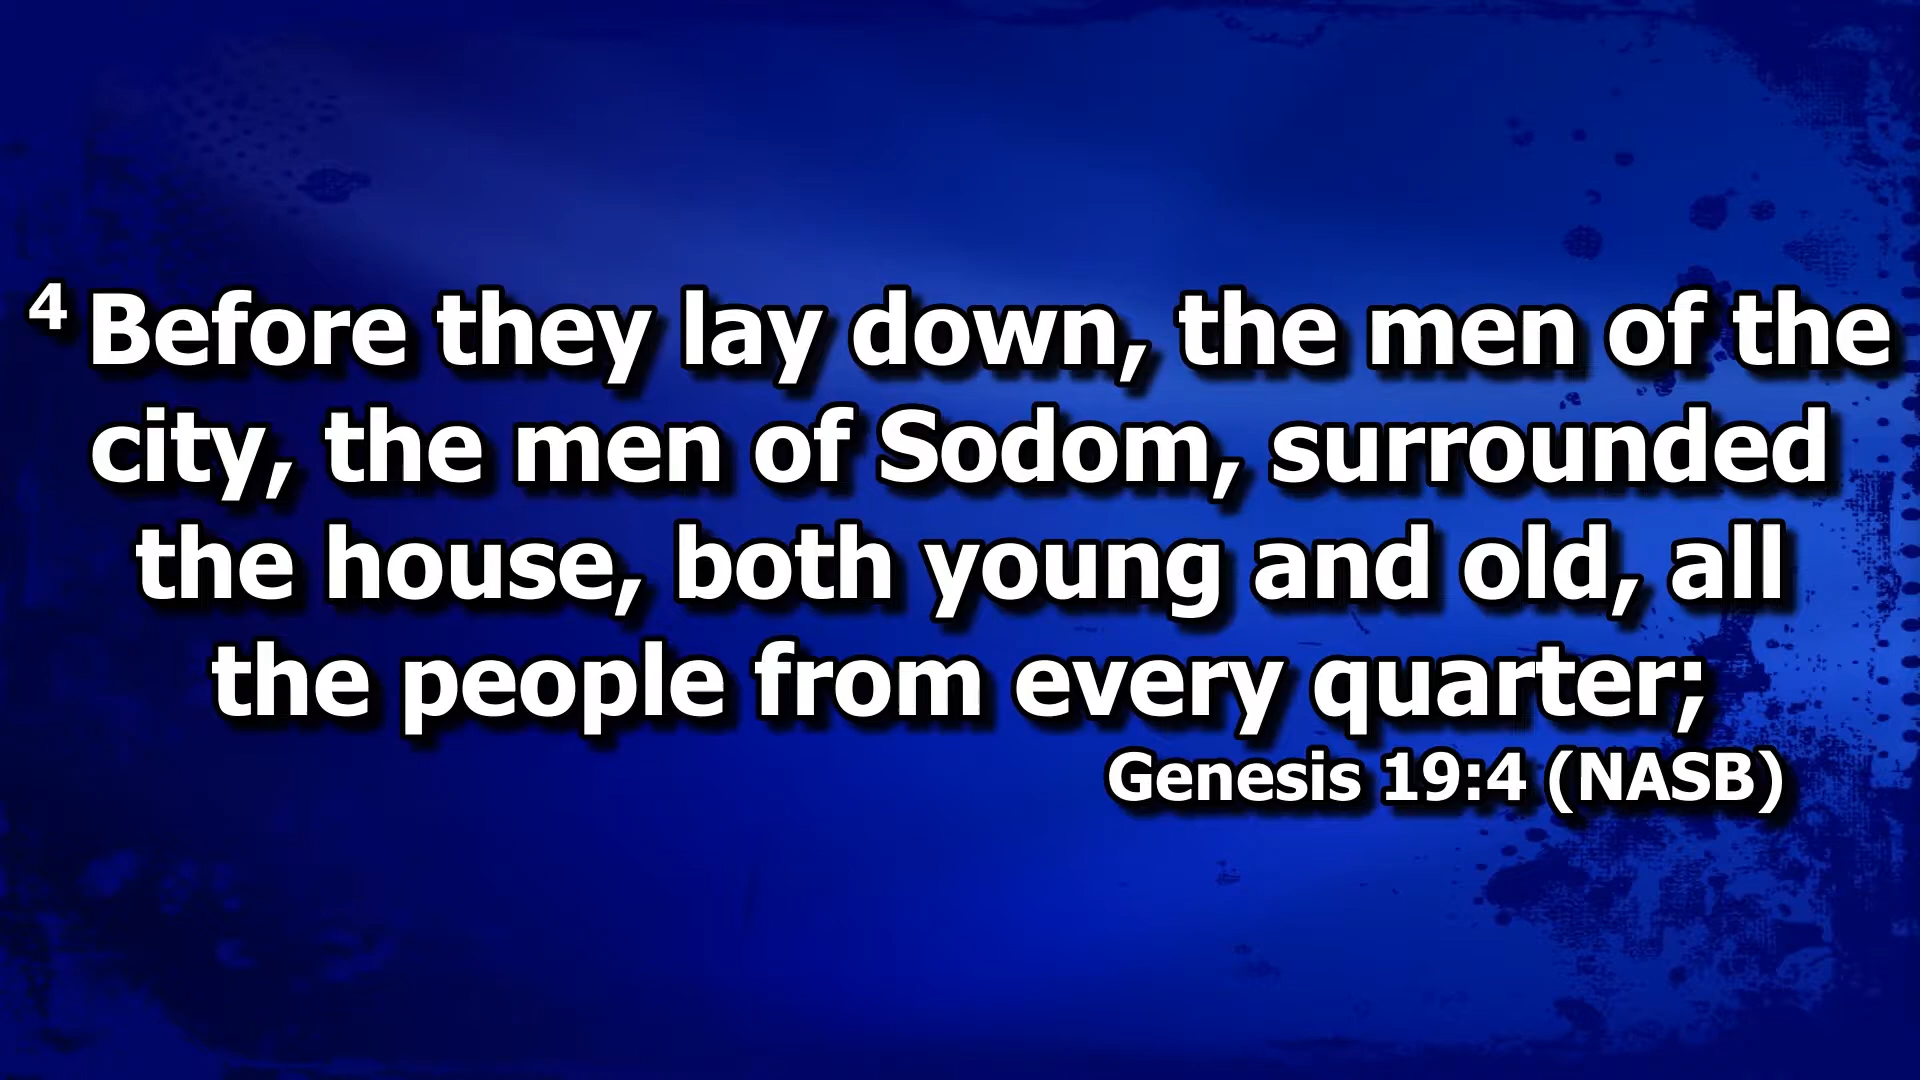 4 Before they lay down, the men of the
city, the men of Sodom, surrounded
the house, both young and old, all
the people from every quarter;
Genesis 19:4 (NASB)